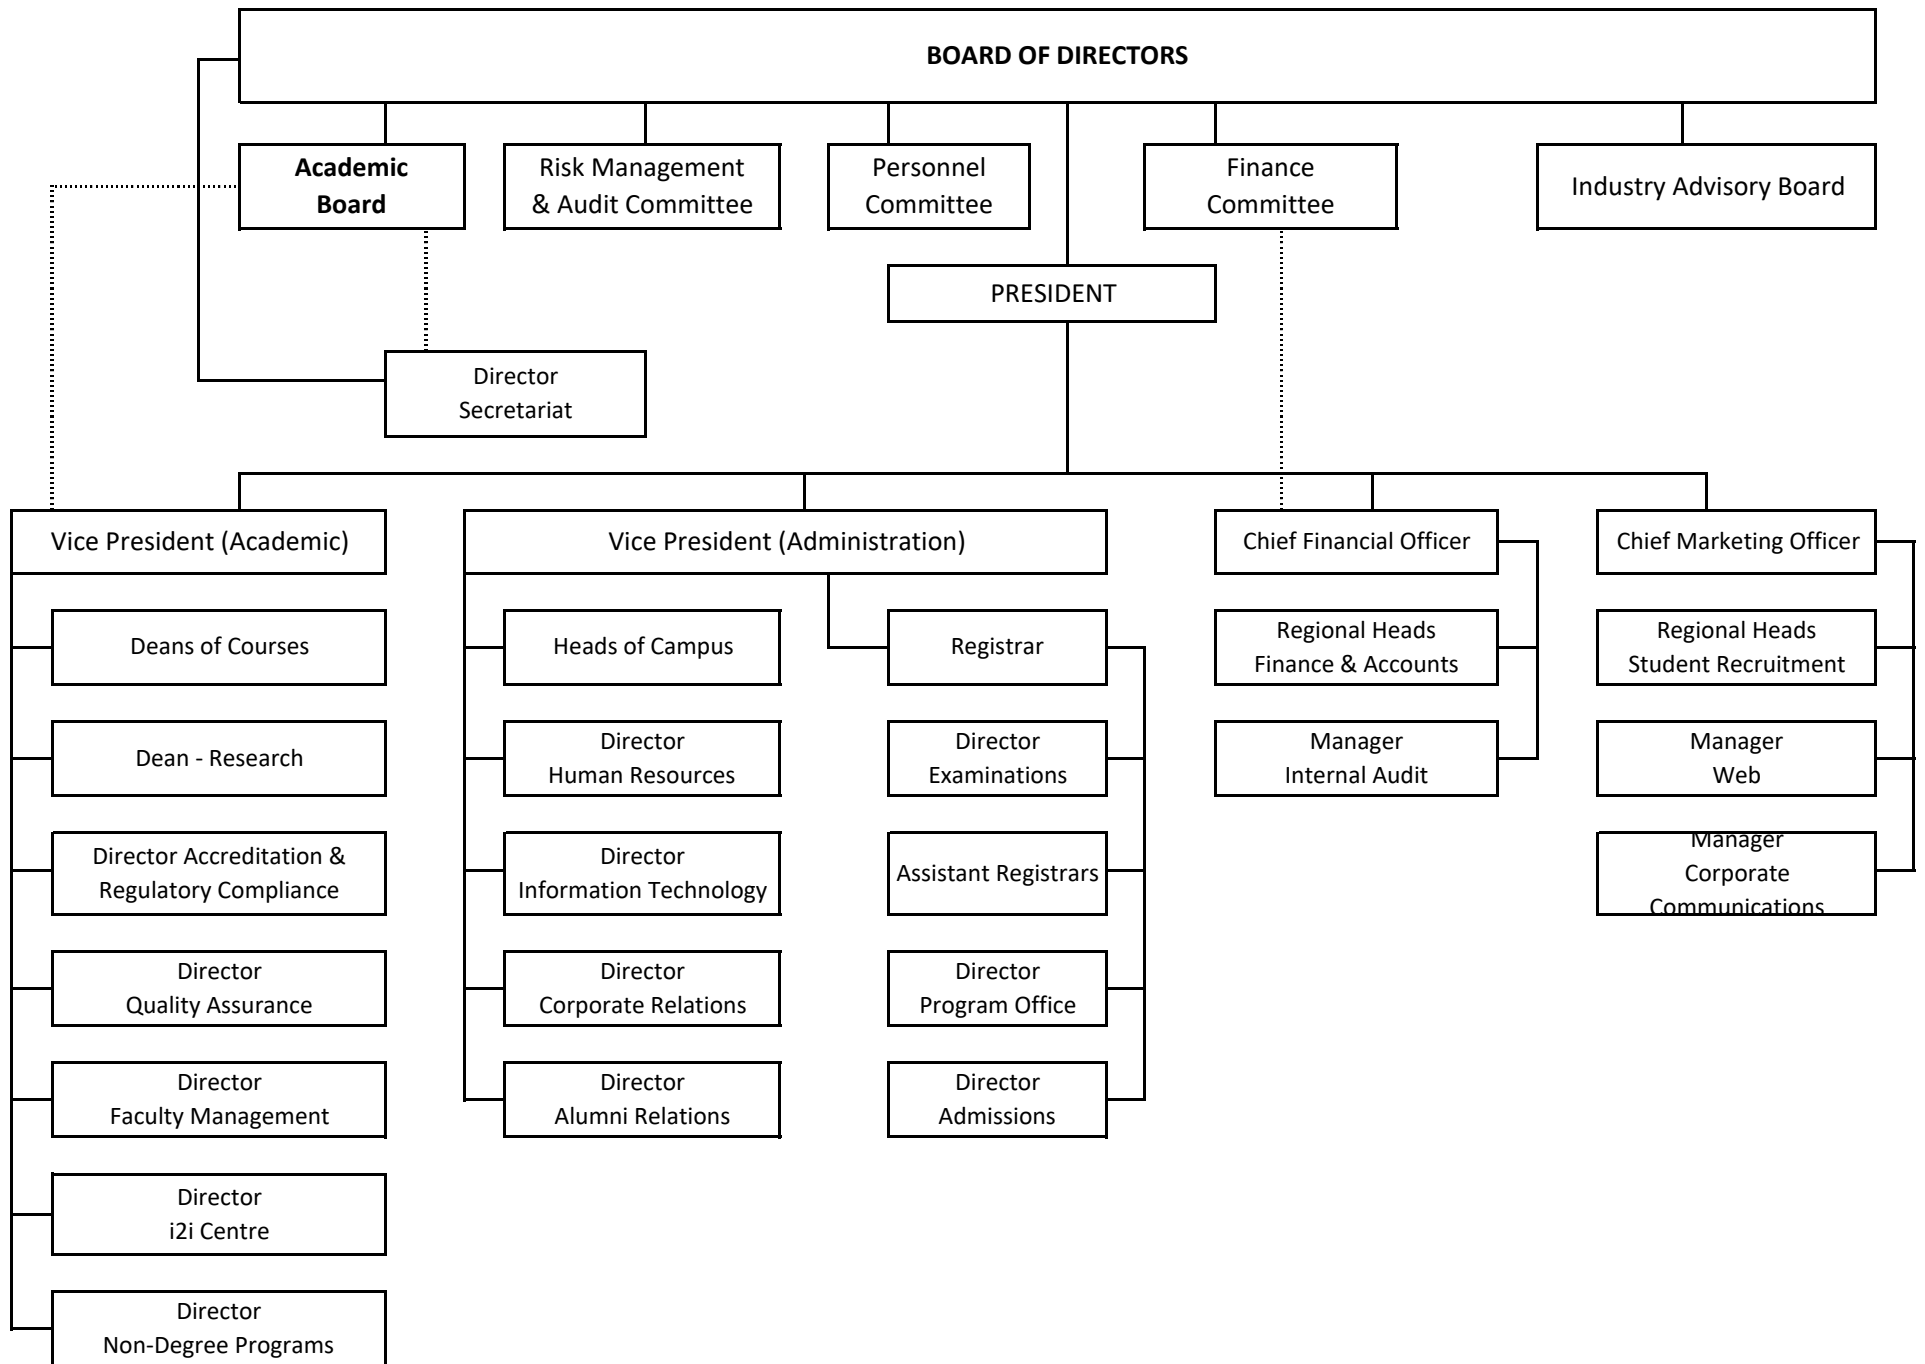 BOARD OF DIRECTORS
Academic
Board
Risk Management
& Audit Committee
Personnel
Committee
Finance
Committee
Industry Advisory Board
PRESIDENT
Director
Secretariat
Vice President (Academic)
Vice President (Administration)
Chief Financial Officer
Chief Marketing Officer
Deans of Courses
Heads of Campus
Registrar
Regional Heads
Finance & Accounts
Regional Heads
Student Recruitment
Dean - Research
Director
Human Resources
Director
Examinations
Manager
Internal Audit
Manager
Web
Director Accreditation &
Regulatory Compliance
Director
Information Technology
Assistant Registrars
Manager
Corporate
Communications
Director
Quality Assurance
Director
Corporate Relations
Director
Program Office
Director
Faculty Management
Director
Alumni Relations
Director
Admissions
Director
i2i Centre
Director
Non-Degree Programs